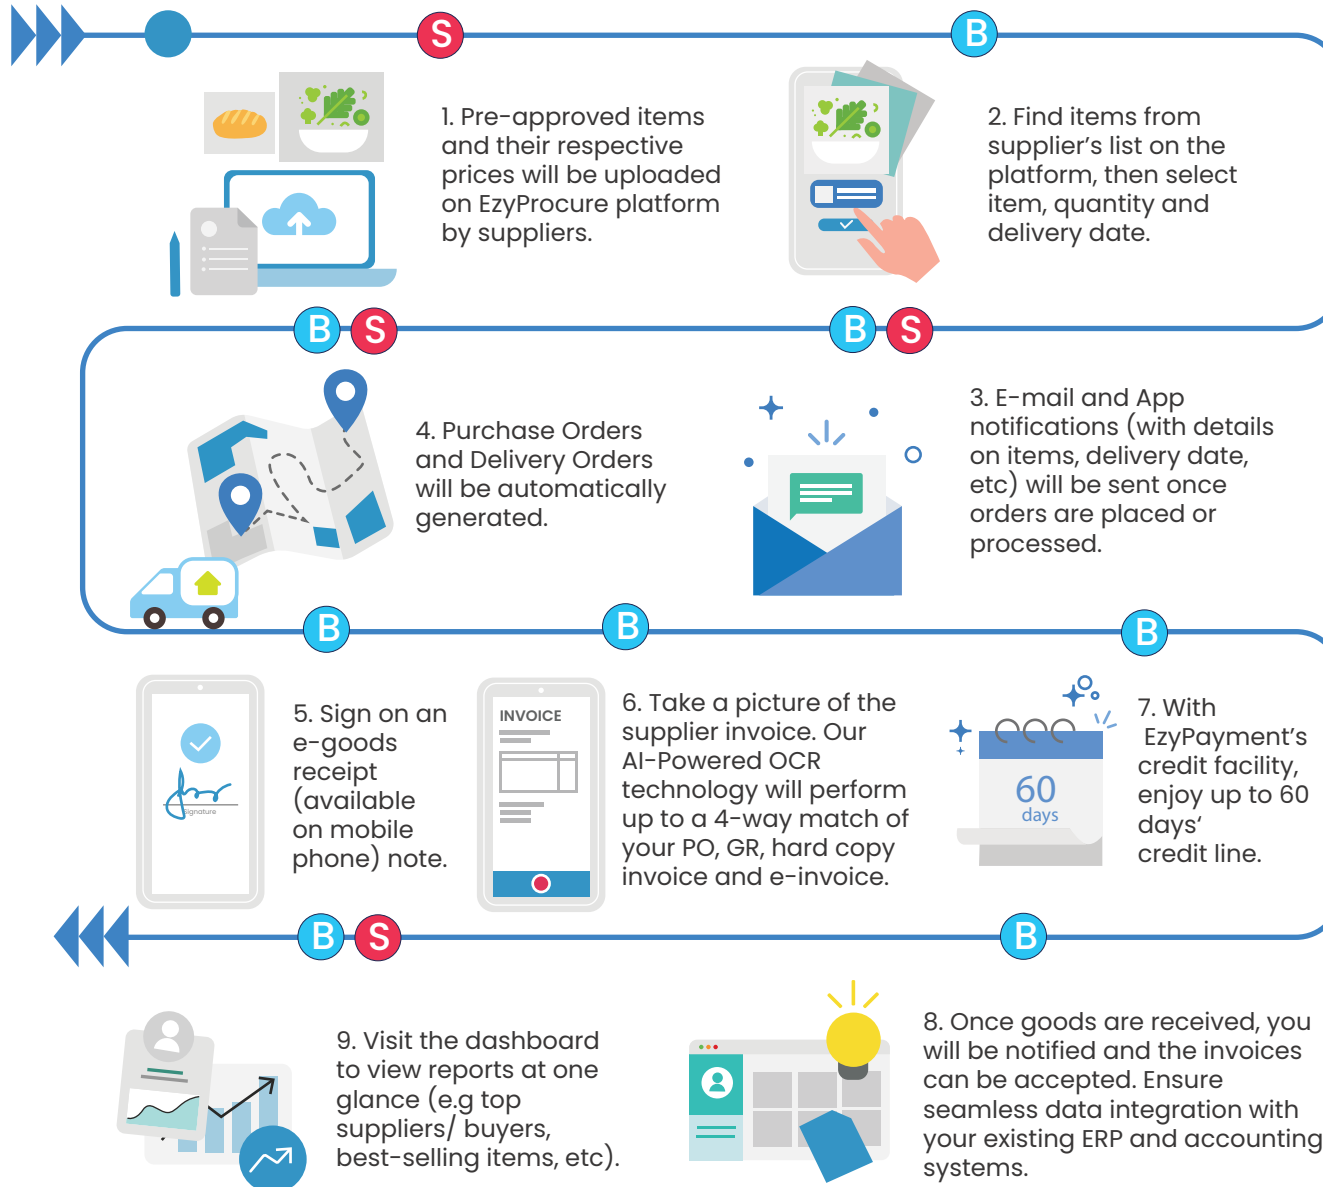 S
B
1. Pre-approved items
and their respective
prices will be uploaded
on EzyProcure platform
by suppliers.
2. Find items from
supplier’s list on the
platform, then select
item, quantity and
delivery date.
B S
B S
3. E-mail and App
notifications (with details
on items, delivery date,
etc) will be sent once
orders are placed or
processed.
4. Purchase Orders
and Delivery Orders
will be automatically
generated.
B
B
B
5. Sign on an
e-goods
receipt
(available
on mobile
phone) note.
Signature
INVOICE
6. Take a picture of the
supplier invoice. Our
AI-Powered OCR
technology will perform
up to a 4-way match of
your PO, GR, hard copy
invoice and e-invoice.
60
days
7. With
EzyPayment’s
credit facility,
enjoy up to 60
days‘
credit line.
B S
B
8. Once goods are received, you
will be notified and the invoices
can be accepted. Ensure
seamless data integration with
your existing ERP and accounting
systems.
9. Visit the dashboard
to view reports at one
glance (e.g top
suppliers/ buyers,
best-selling items, etc).